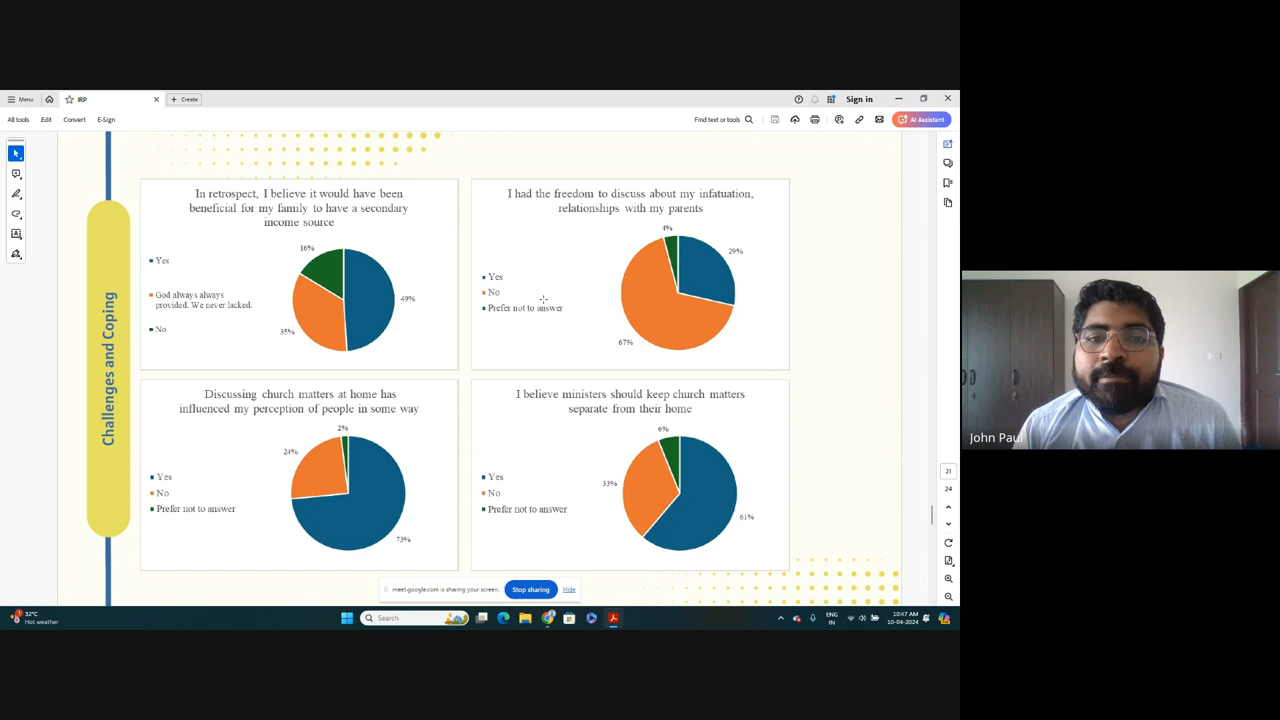 Menu
IRP
Create
Sign in
All tools
Edit
Convert
E-Sign
Find text or tools
AI Assistant
Challenges and Coping
In retrospect, I believe it would have been
beneficial for my family to have a secondary
income source
16%
Yes
God always always
provided. We never lacked.
No
49%
35%
I had the freedom to discuss about my infatuation,
relationships with my parents
4%
29%
Yes
No
Prefer not to answer
67%
Discussing church matters at home has
influenced my perception of people in some way
2%
24%
Yes
No
Prefer not to answer
73%
I believe ministers should keep church matters
separate from their home
6%
Yes
33%
No
Prefer not to answer
61%
21
24
meet.google.com is sharing your screen.
Stop sharing
Hide
32°C
Hot weather
Search
ENG
IN
10:47 AM
10-04-2024
John Paul